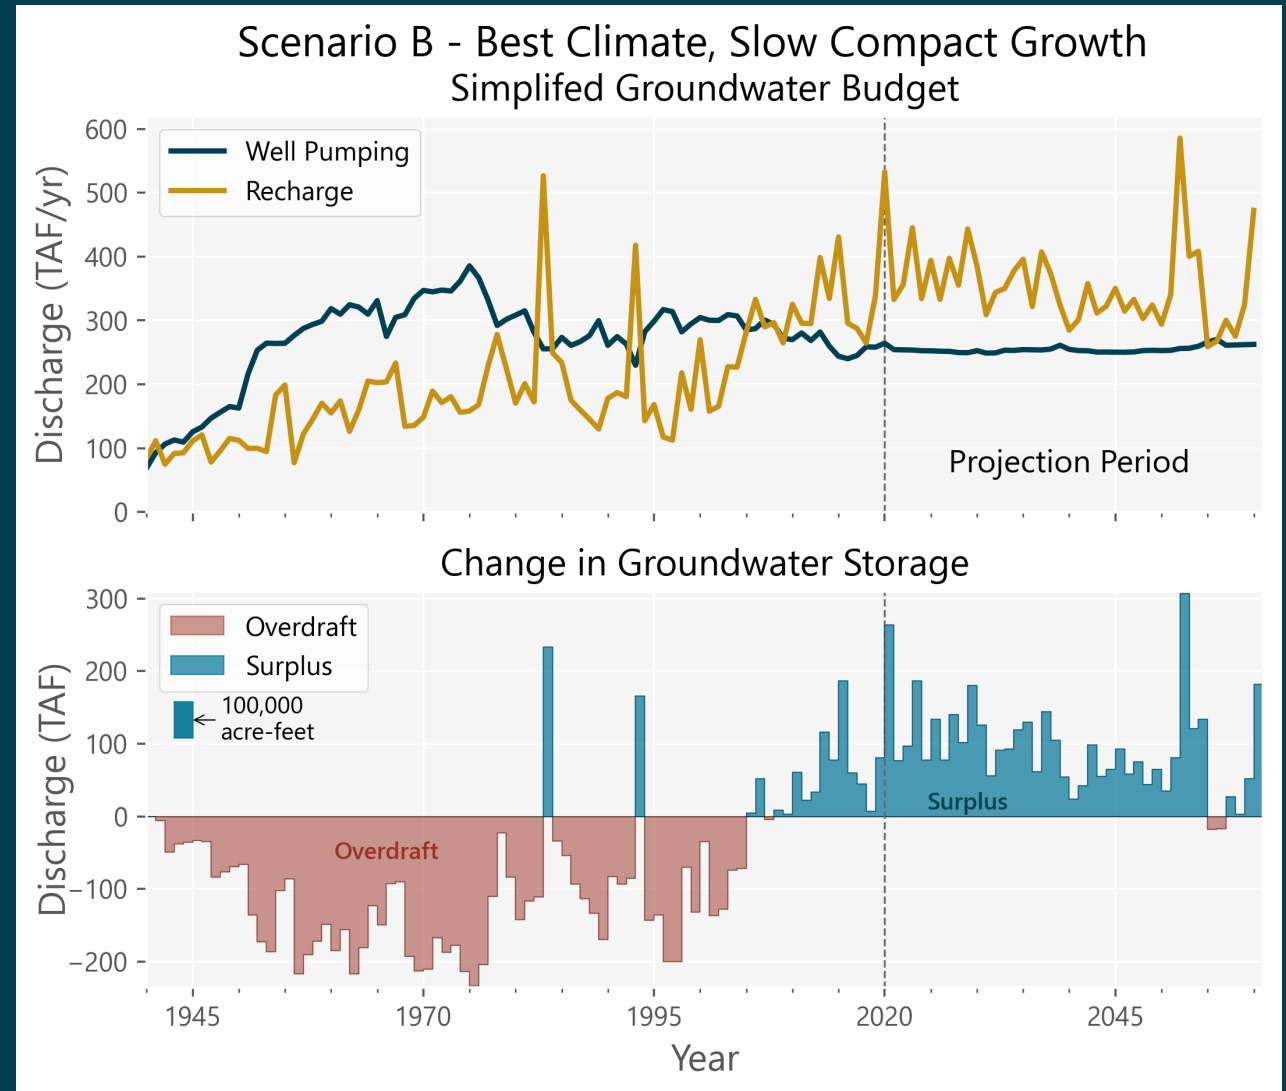 Scenario B - Best Climate, Slow Compact Growth
Simplifed Groundwater Budget
Discharge (TAF/yr)
600
500
400
300
200
100
0
Well Pumping
Recharge
Projection Period
Change in Groundwater Storage
Discharge (TAF)
300
200
100
0
−100
−200
Overdraft
Surplus
100,000
acre-feet
Overdraft
Surplus
1945
1970
1995
2020
2045
Year